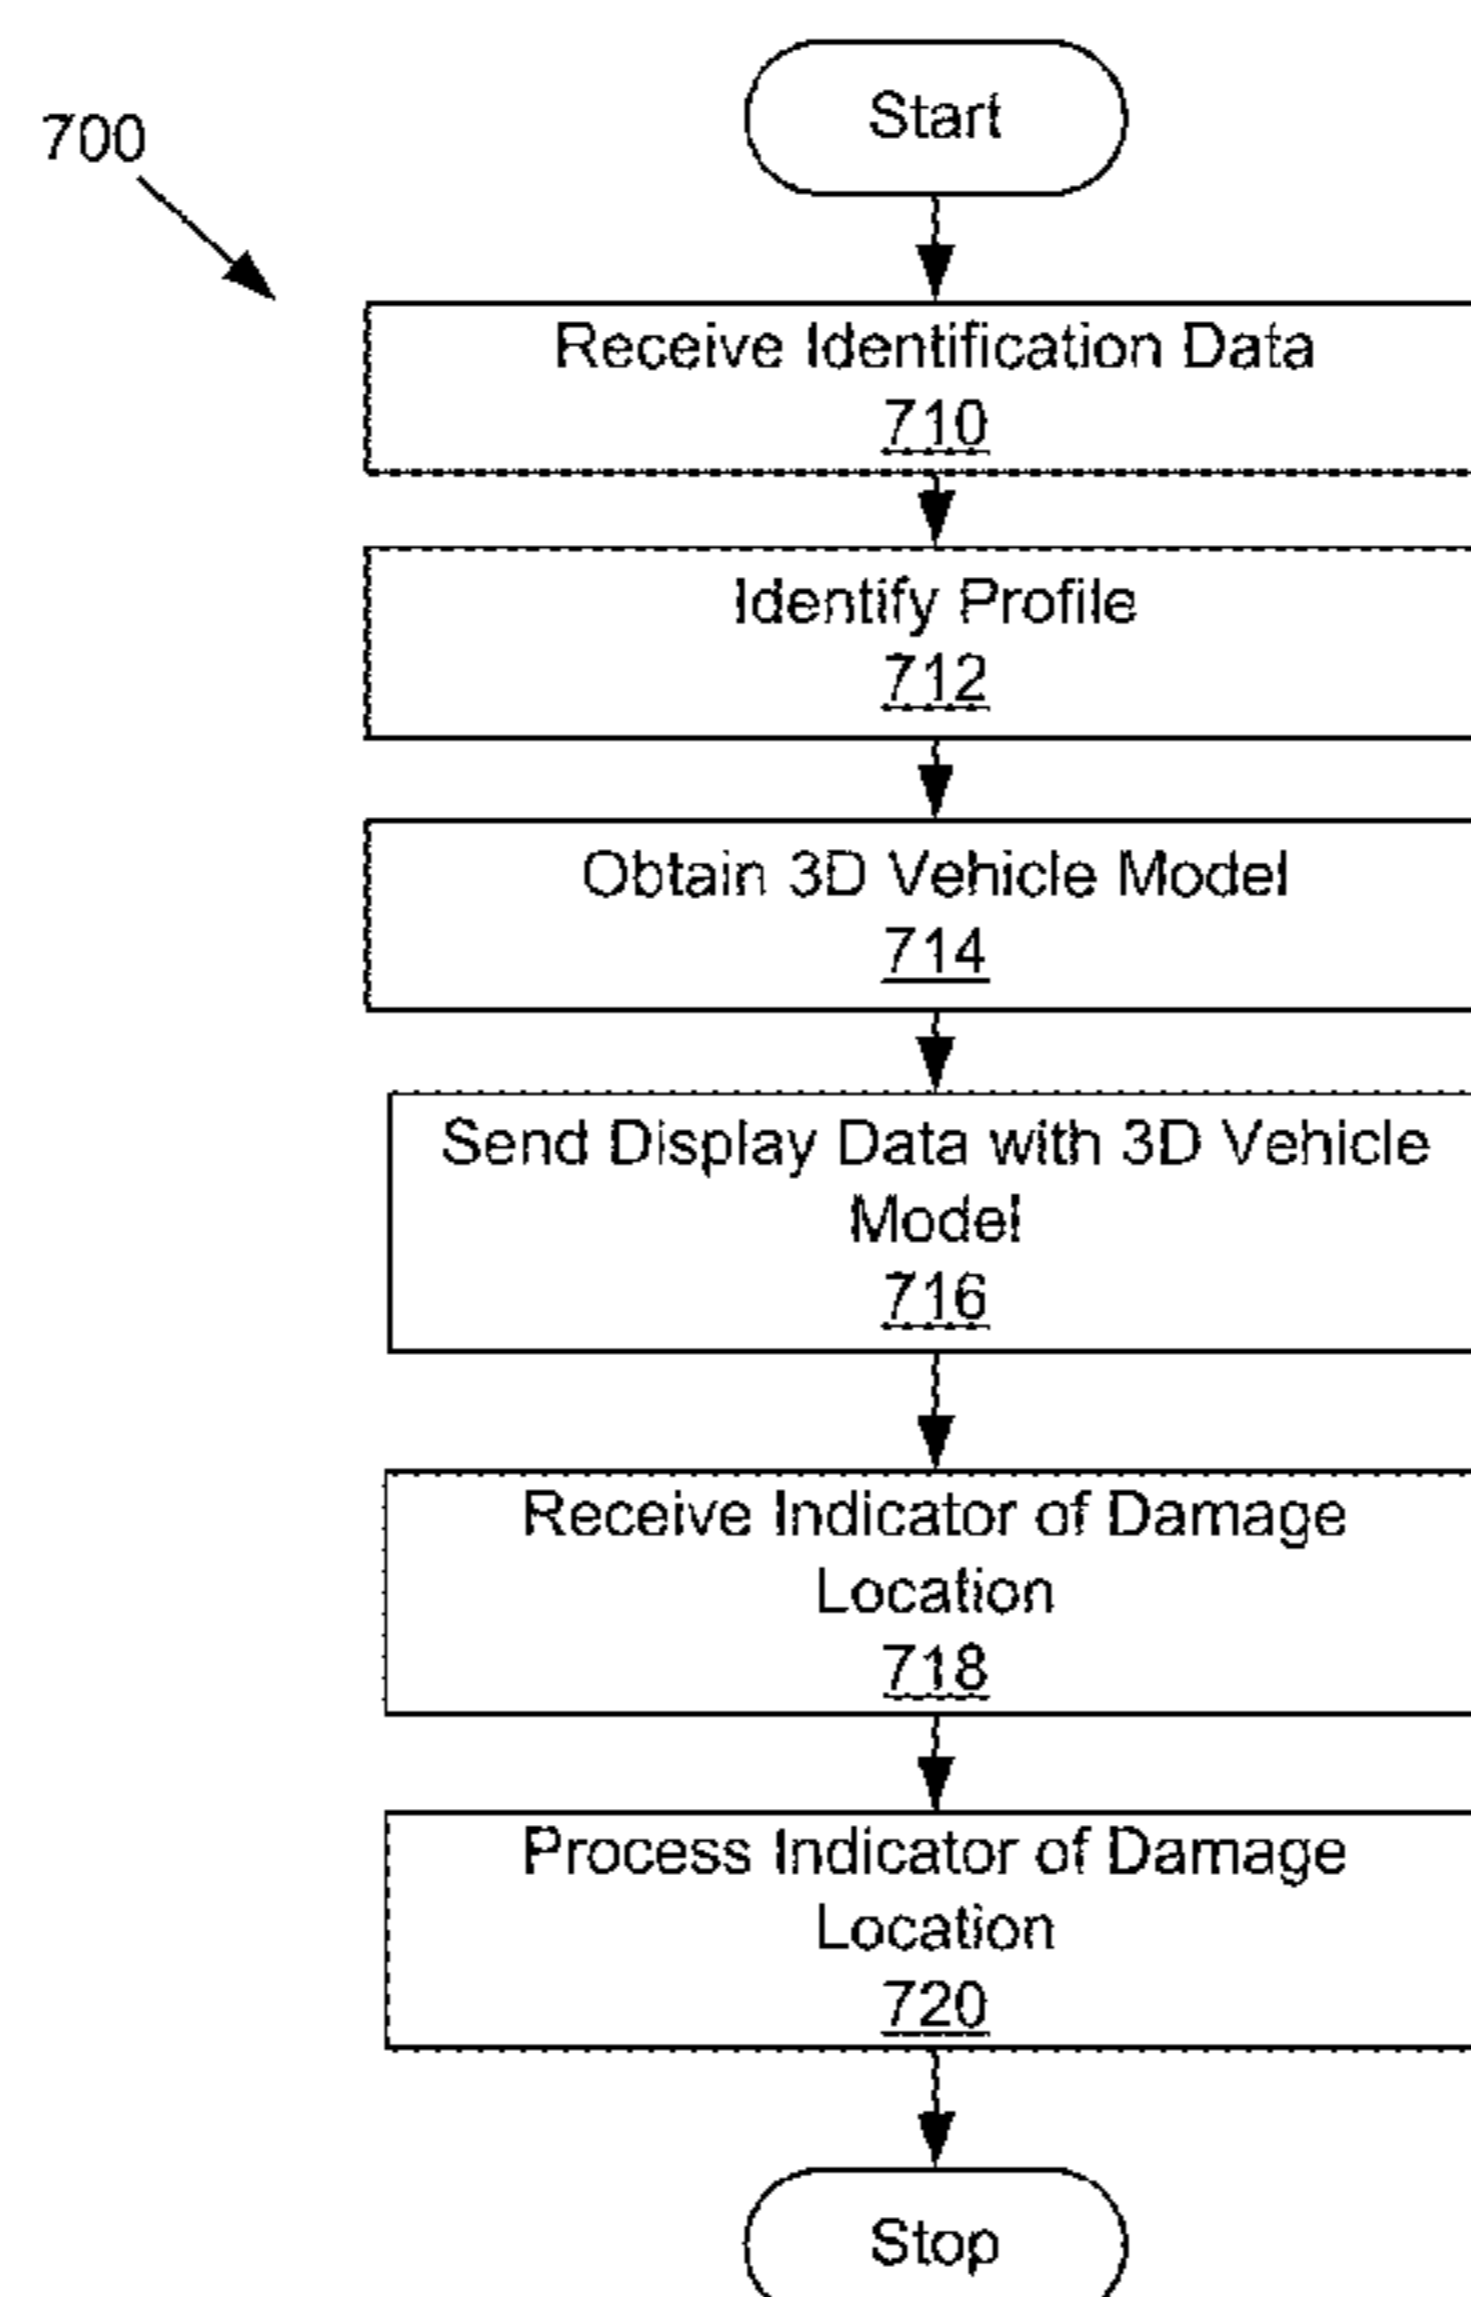 Start
700
Receive Identification Data
710
Identify Profile
712
Obtain 3D Vehicle Model
714
Send Display Data with 3D Vehicle
Model
716
Receive Indicator of Damage
Location
718
Process Indicator of Damage
Location
720
Stop